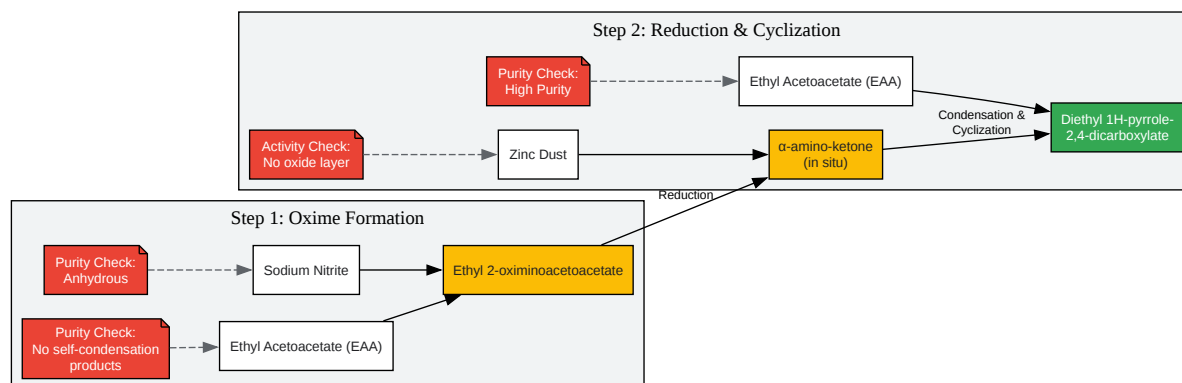 Step 2: Reduction & Cyclization
Purity Check:
High Purity
Ethyl Acetoacetate (EAA)
Activity Check:
No oxide layer
Zinc Dust
α-amino-ketone
(in situ)
Condensation &
Cyclization
Diethyl 1H-pyrrole-
2,4-dicarboxylate
Reduction
Step 1: Oxime Formation
Purity Check:
Anhydrous
Sodium Nitrite
Ethyl 2-oximinoacetoacetate
Purity Check:
No self-condensation
products
Ethyl Acetoacetate (EAA)